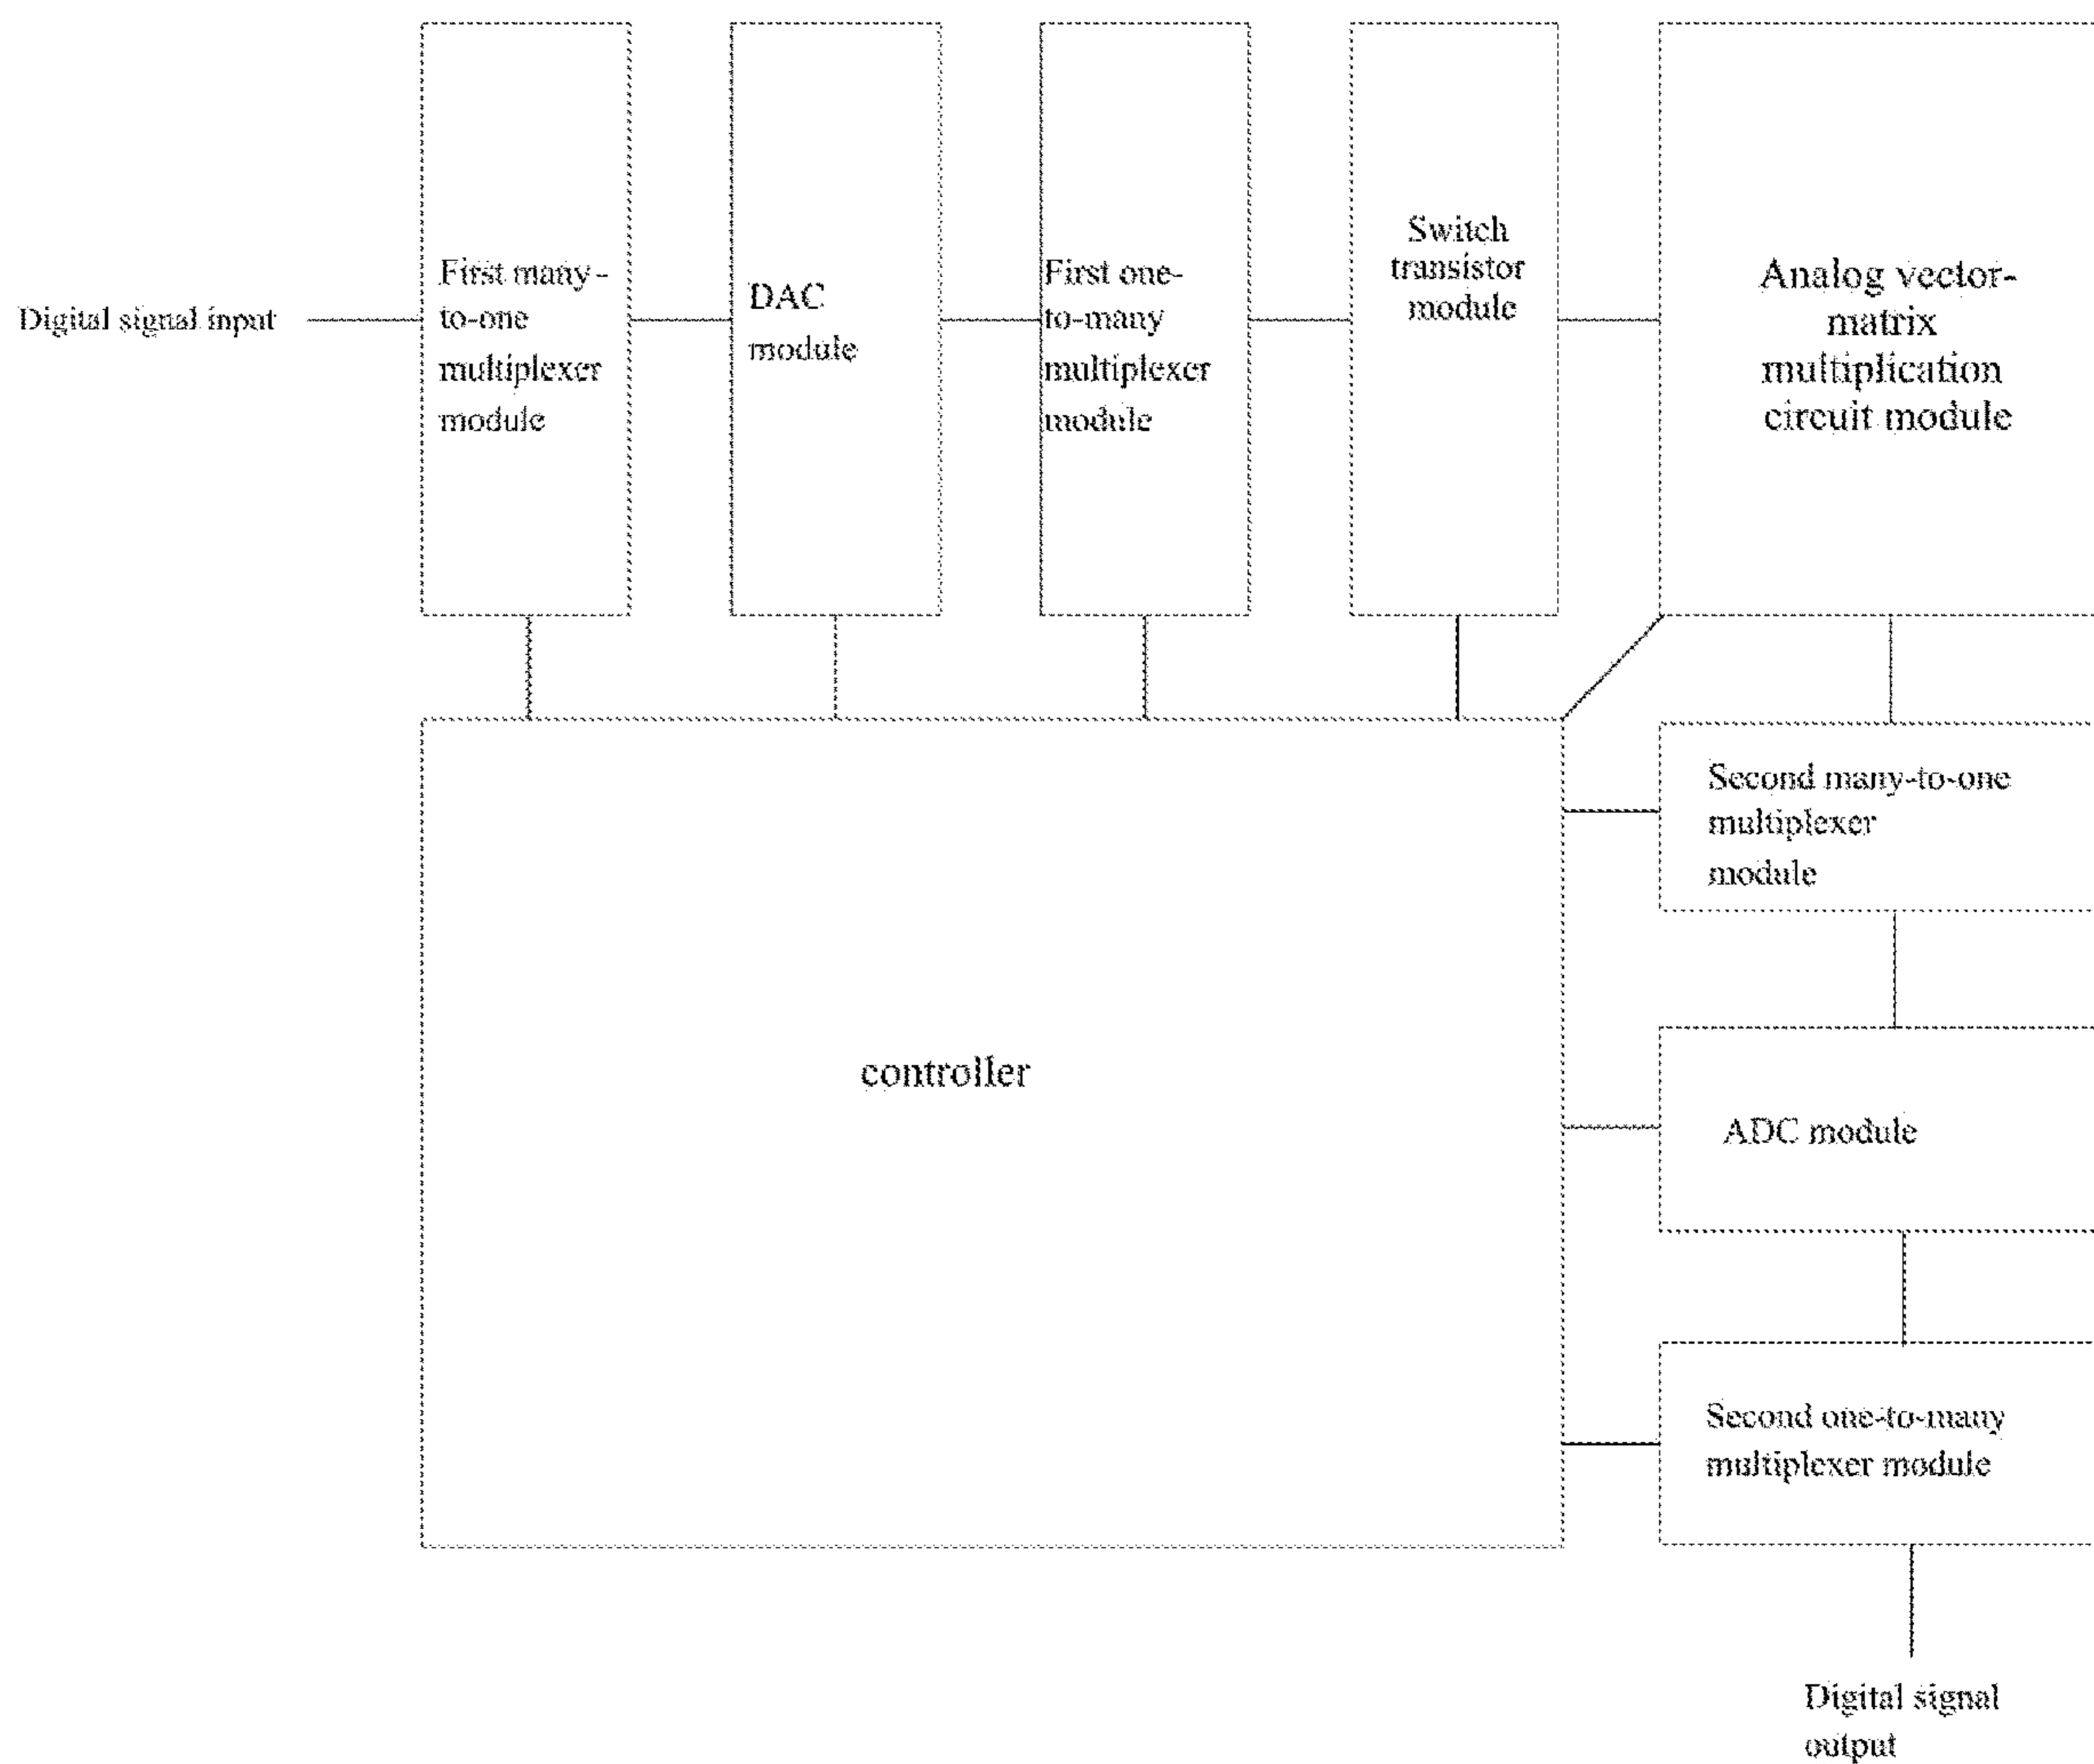 Digital signal input
First many-
to-one
multiplexer
module
DAC
module
First one-
to-many
multiplexer
module
Switch
transistor
module
Analog vector-
matrix
multiplication
circuit module
controller
Second many-to-one
multiplexer
module
ADC module
Second one-to-many
multiplexer module
Digital signal
output